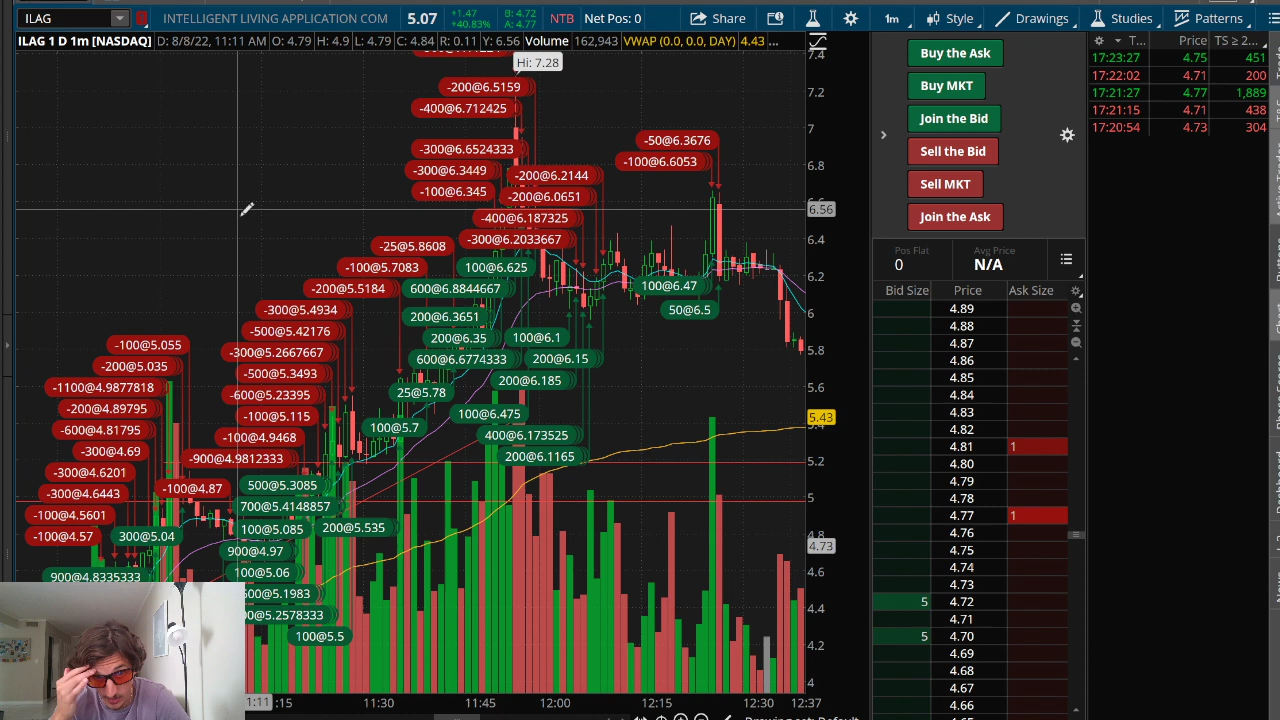 ILAG
INTELLIGENT LIVING APPLICATION COM
5.07
+1.47
+40.83%
B: 4.72
A: 4.77
NTB
Net Pos: 0
Share
1m
Style
Drawings
Studies
Patterns
ILAG 1 D 1m [NASDAQ]
D: 8/8/22, 11:11 AM
O: 4.79
H: 4.9
L: 4.79
C: 4.84
R: 0.11
Y: 6.56
Volume
162,943
VWAP (0.0, 0.0, DAY)
4.43
...
Hi: 7.28
-200@6.5159
-400@6.712425
-300@6.6524333
-300@6.3449
-100@6.345
-50@6.3676
-100@6.6053
-200@6.2144
-200@6.0651
-400@6.187325
-300@6.2033667
-25@5.8608
-100@5.7083
-200@5.5184
100@6.625
600@6.8844667
200@6.3651
200@6.35
600@6.6774333
100@6.1
200@6.15
200@6.185
100@6.47
50@6.5
-300@5.4934
-500@5.42176
-300@5.2667667
-500@5.3493
-600@5.23395
-100@5.115
-100@4.9468
-900@4.9812333
-100@5.055
-200@5.035
-1100@4.9877818
-200@4.89795
-600@4.81795
-300@4.69
-300@4.6201
-300@4.6443
-100@4.5601
-100@4.57
-100@4.87
25@5.78
100@5.7
100@6.475
400@6.173525
200@6.1165
500@5.3085
700@5.4148857
100@5.085
200@5.535
300@5.04
900@4.97
100@5.06
900@4.8335333
600@5.1983
00@5.2578333
100@5.5
7.4
7.2
7
6.8
6.56
6.4
6.2
6
5.8
5.6
5.43
5.2
5
4.8
4.73
4.6
4.4
4.2
4
1:11
:15
11:30
11:45
12:00
12:15
12:30
12:37
Drawing set: Default
Buy the Ask
Buy MKT
Join the Bid
Sell the Bid
Sell MKT
Join the Ask
Pos Flat
0
Avg Price
N/A
Bid Size
Price
Ask Size
4.89
4.88
4.87
4.86
4.85
4.84
4.83
4.82
4.81 1
4.80
4.79
4.78
4.77 1
4.76
4.75
4.74
4.73
5 4.72
4.71
5 4.70
4.69
4.68
4.67
4.66
T...
Price
TS ≥ 2...
17:23:27 4.75 451
17:22:02 4.71 200
17:21:27 4.77 1,889
17:21:15 4.71 438
17:20:54 4.73 304